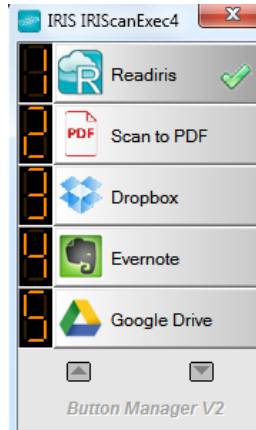 IRIS IRIScanExec4
1 R Readiris
2 PDF Scan to PDF
3 Dropbox
4 Evernote
5 Google Drive
Button Manager V2